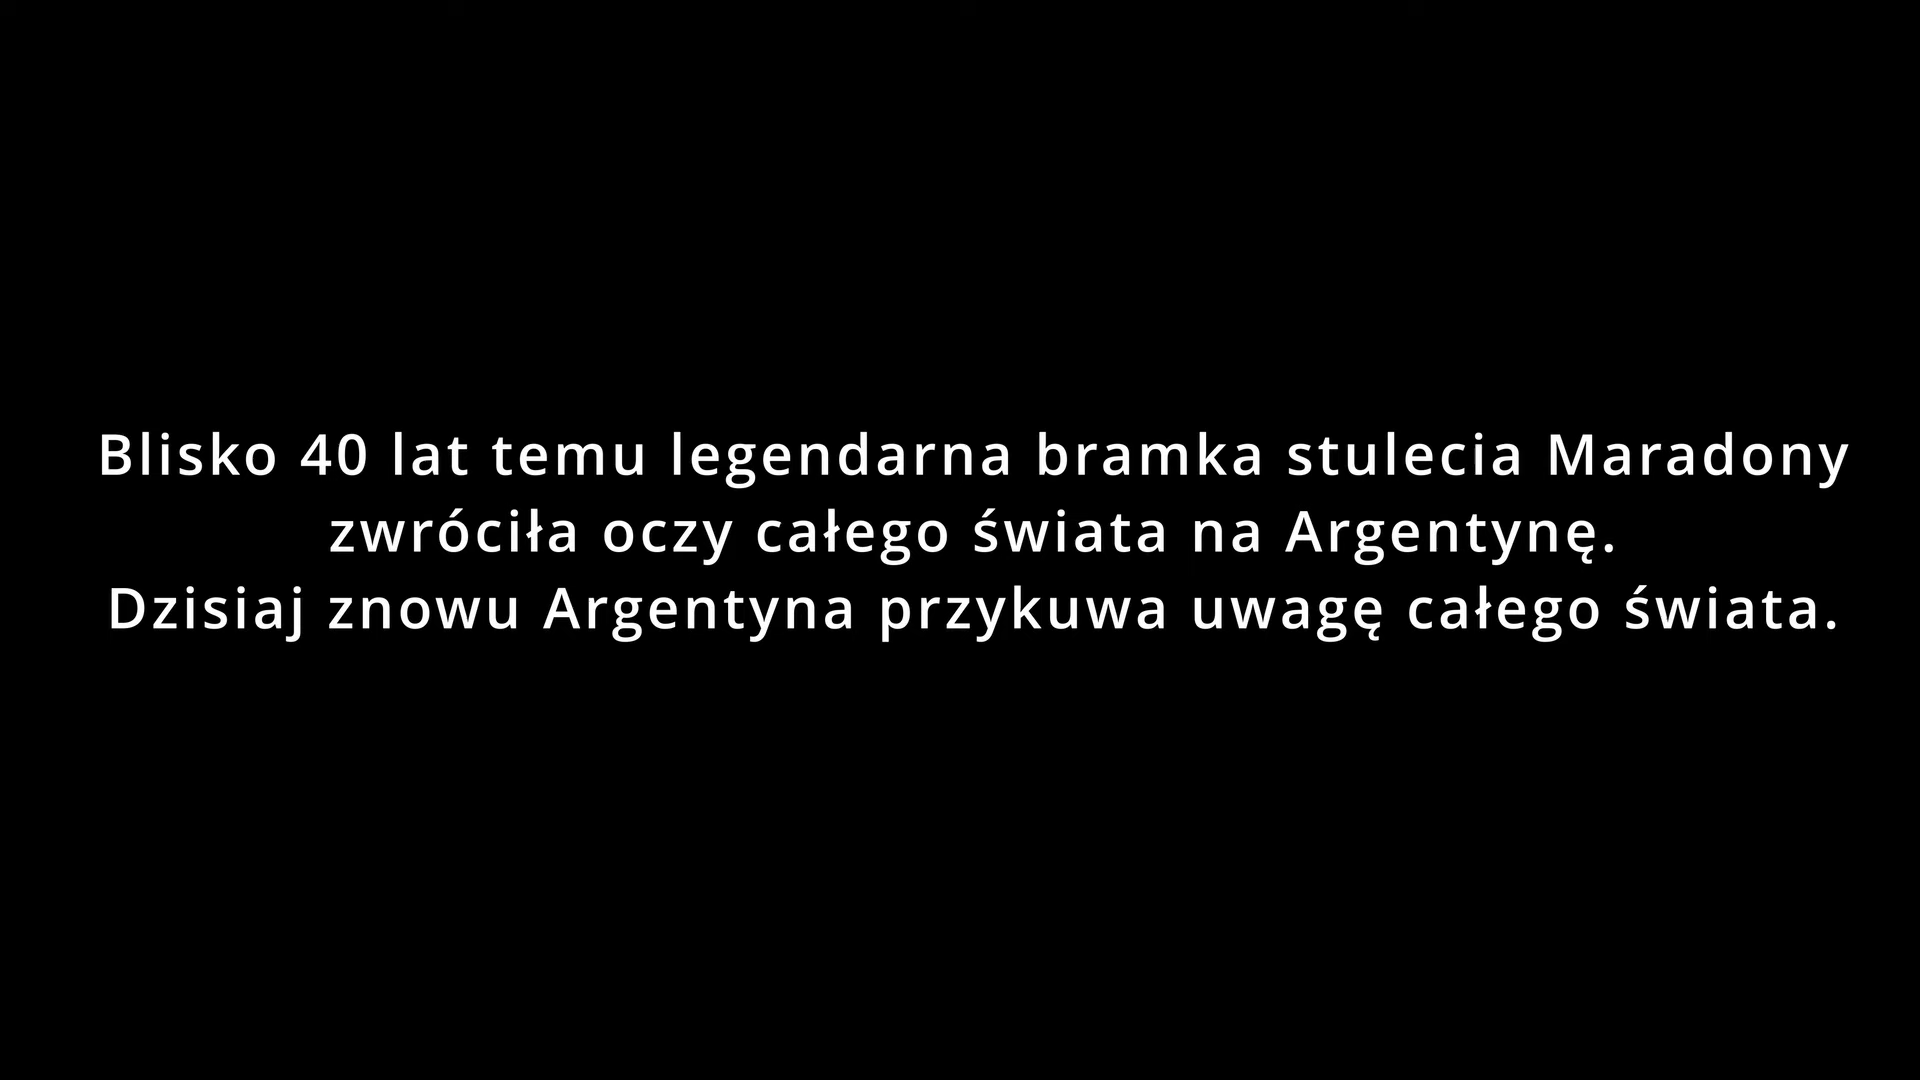 Blisko 40 lat temu legendarna bramka stulecia Maradony
zwróciła oczy całego świata na Argentynę.
Dzisiaj znowu Argentyna przykuwa uwagę całego świata.